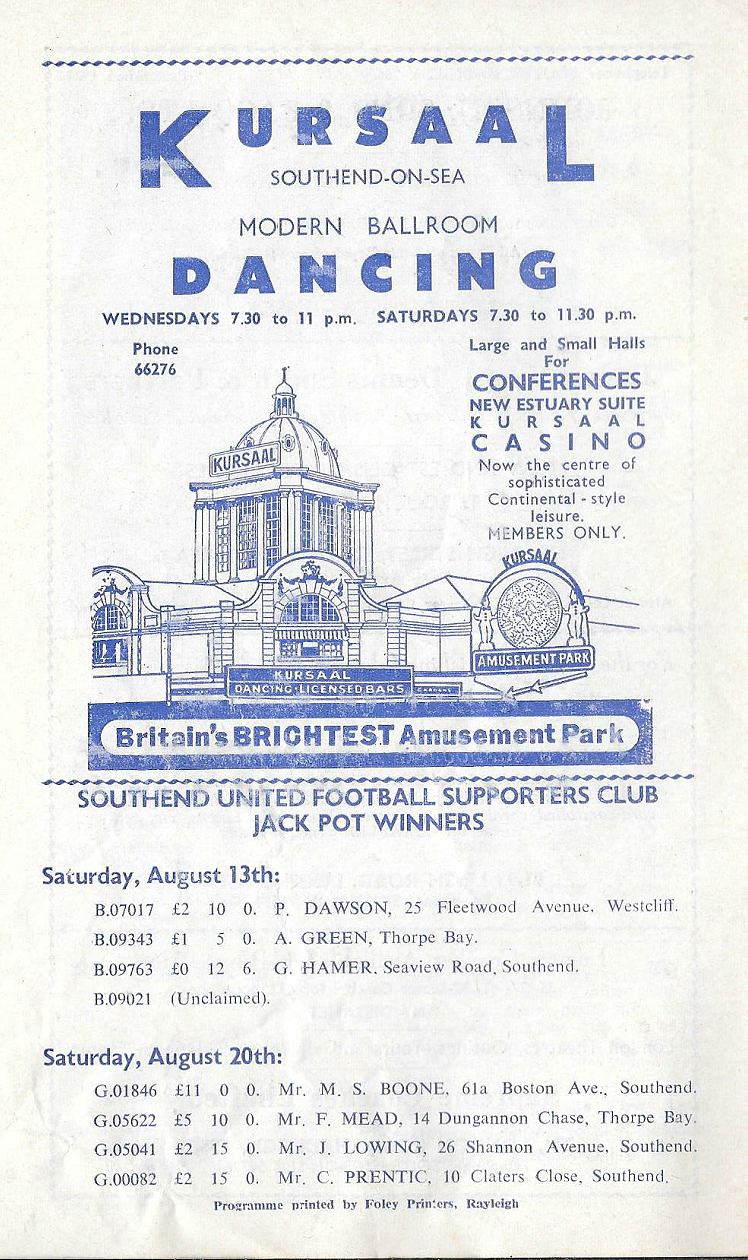 KURSAAL
SOUTHEND-ON-SEA
MODERN BALLROOM
DANCING
WEDNESDAYS 7.30 to 11 p.m. SATURDAYS 7.30 to 11.30 p.m.
Phone
66276
Large and Small Halls
For
CONFERENCES
NEW ESTUARY SUITE
KURSAAL
CASINO
Now the centre of
sophisticated
Continental - style
leisure.
MEMBERS ONLY.
KURSAAL
KURSAAL
AMUSEMENT PARK
KURSAAL
DANCING·LICENSED BARS
Britain's BRIGHTEST Amusement Park
SOUTHEND UNITED FOOTBALL SUPPORTERS CLUB
JACK POT WINNERS
Saturday, August 13th:
B.07017 £2 10 0. P. DAWSON, 25 Fleetwood Avenue, Westcliff.
B.09343 £1 5 0. A. GREEN, Thorpe Bay.
B.09763 £0 12 6. G. HAMER. Seaview Road, Southend.
B.09021 (Unclaimed).
Saturday, August 20th:
G.01846 £11 0 0. Mr. M. S. BOONE, 61a Boston Ave., Southend.
G.05622 £5 10 0. Mr. F. MEAD, 14 Dungannon Chase, Thorpe Bay.
G.05041 £2 15 0. Mr. J. LOWING, 26 Shannon Avenue, Southend.
G.00082 £2 15 0. Mr. C. PRENTIC, 10 Claters Close, Southend.
Programme printed by Foley Printers, Rayleigh